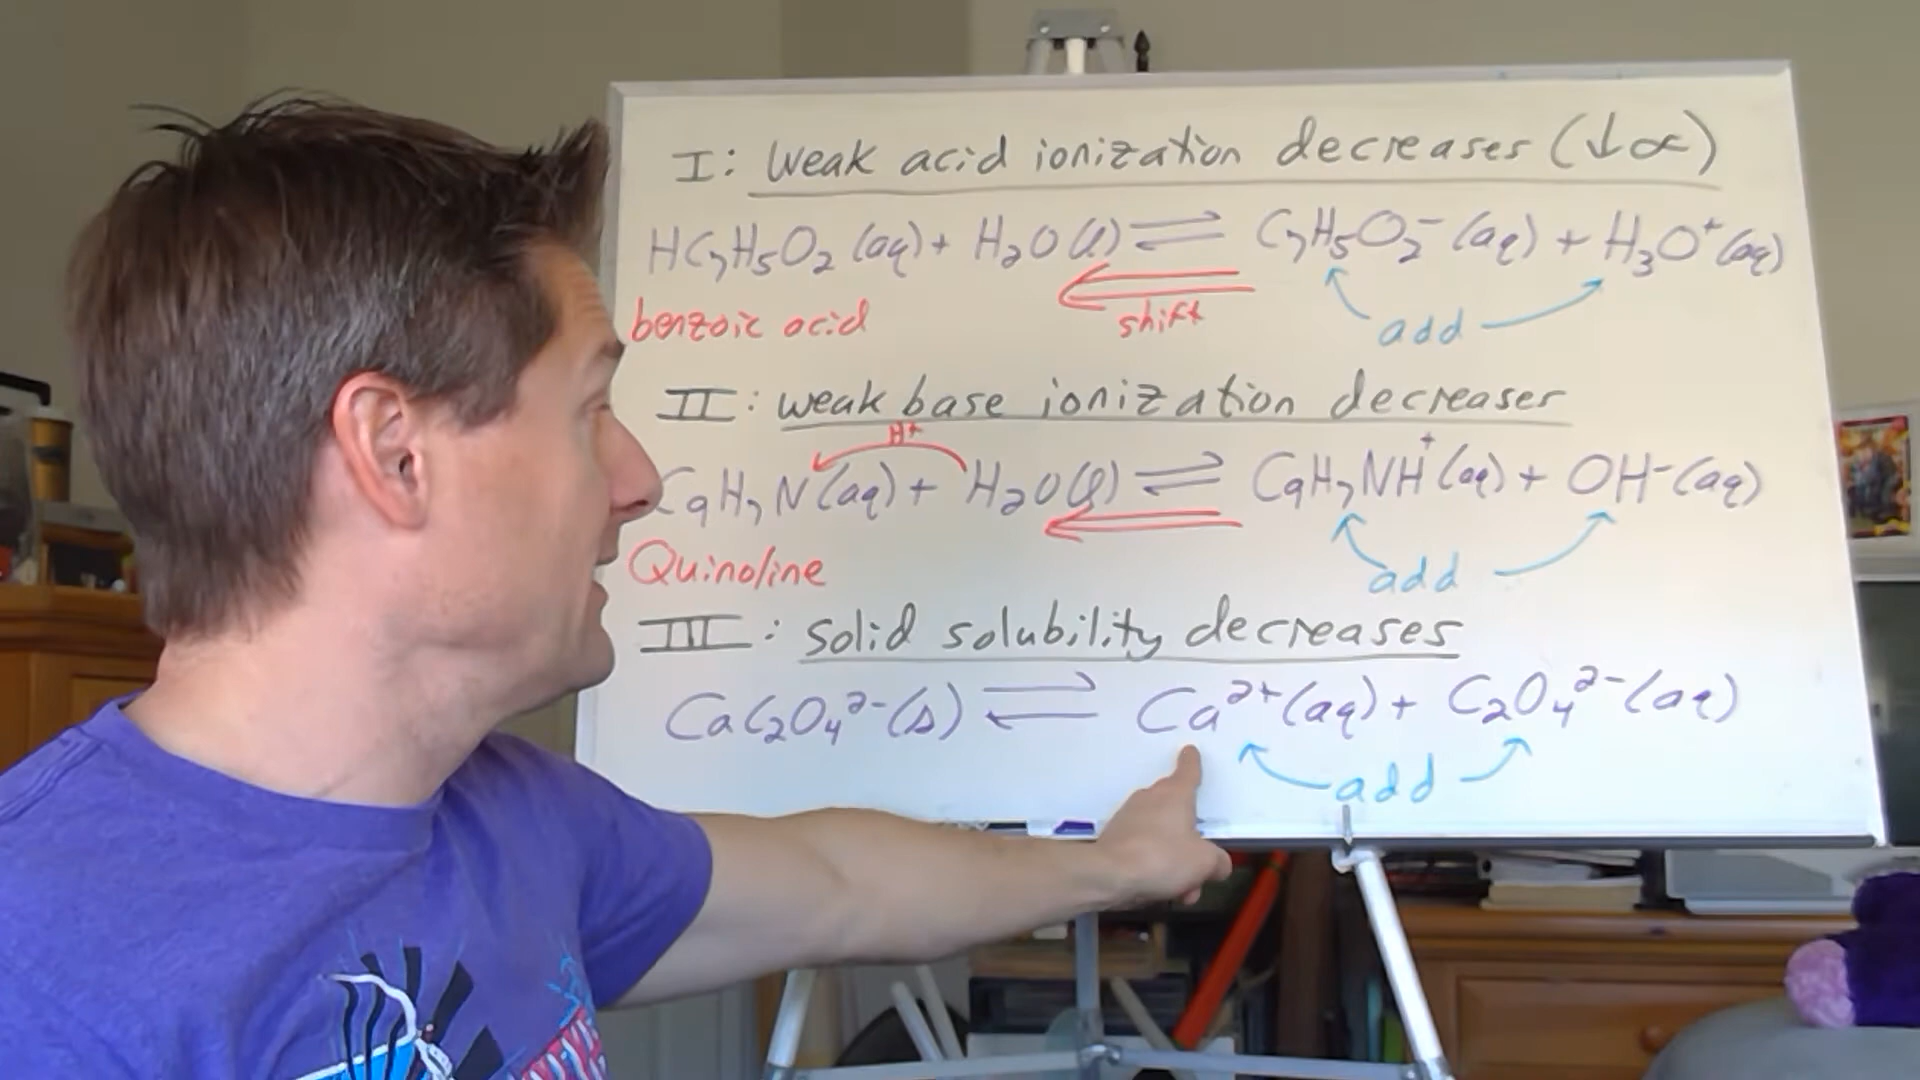 I: weak acid ionization decreases (↓∝)
HC₇H₅O₂ (aq) + H₂O(l) ⇌ C₇H₅O₂⁻ (aq) + H₃O⁺(aq)
benzoic acid shift add
II: weak base ionization decreases
H+
C₉H₇N(aq) + H₂O(l) ⇌ C₉H₇NH⁺(aq) + OH⁻(aq)
Quinoline add
III: solid solubility decreases
CaC₂O₄²⁻(s) ⇌ Ca²⁺(aq) + C₂O₄²⁻(aq)
add